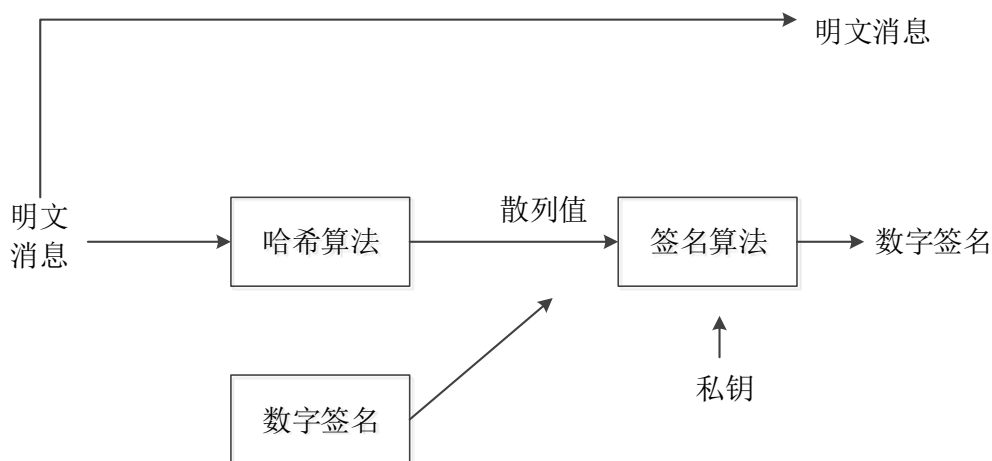 明文消息
明文
消息
哈希算法
散列值
签名算法
数字签名
私钥
数字签名